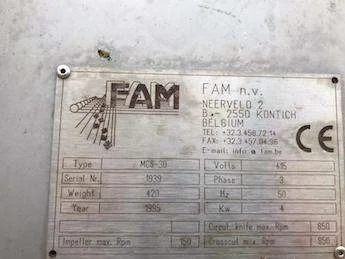 FAM
FAM n.v.
NEERVELD 2
B - 2550 KONTICH
BELGIUM
TEL: +32.3.458.72.14
FAX: +32.3.457.04.96
E-mail: info @ fam.be
CE
Type MCS-30 Volts 415
Serial Nr. 1939 Phase 3
Weight 420 Hz 50
Year 1995 Kw 4
Circul. knife max. Rpm 850
Impeller max. Rpm 150 Crosscut max. Rpm 850